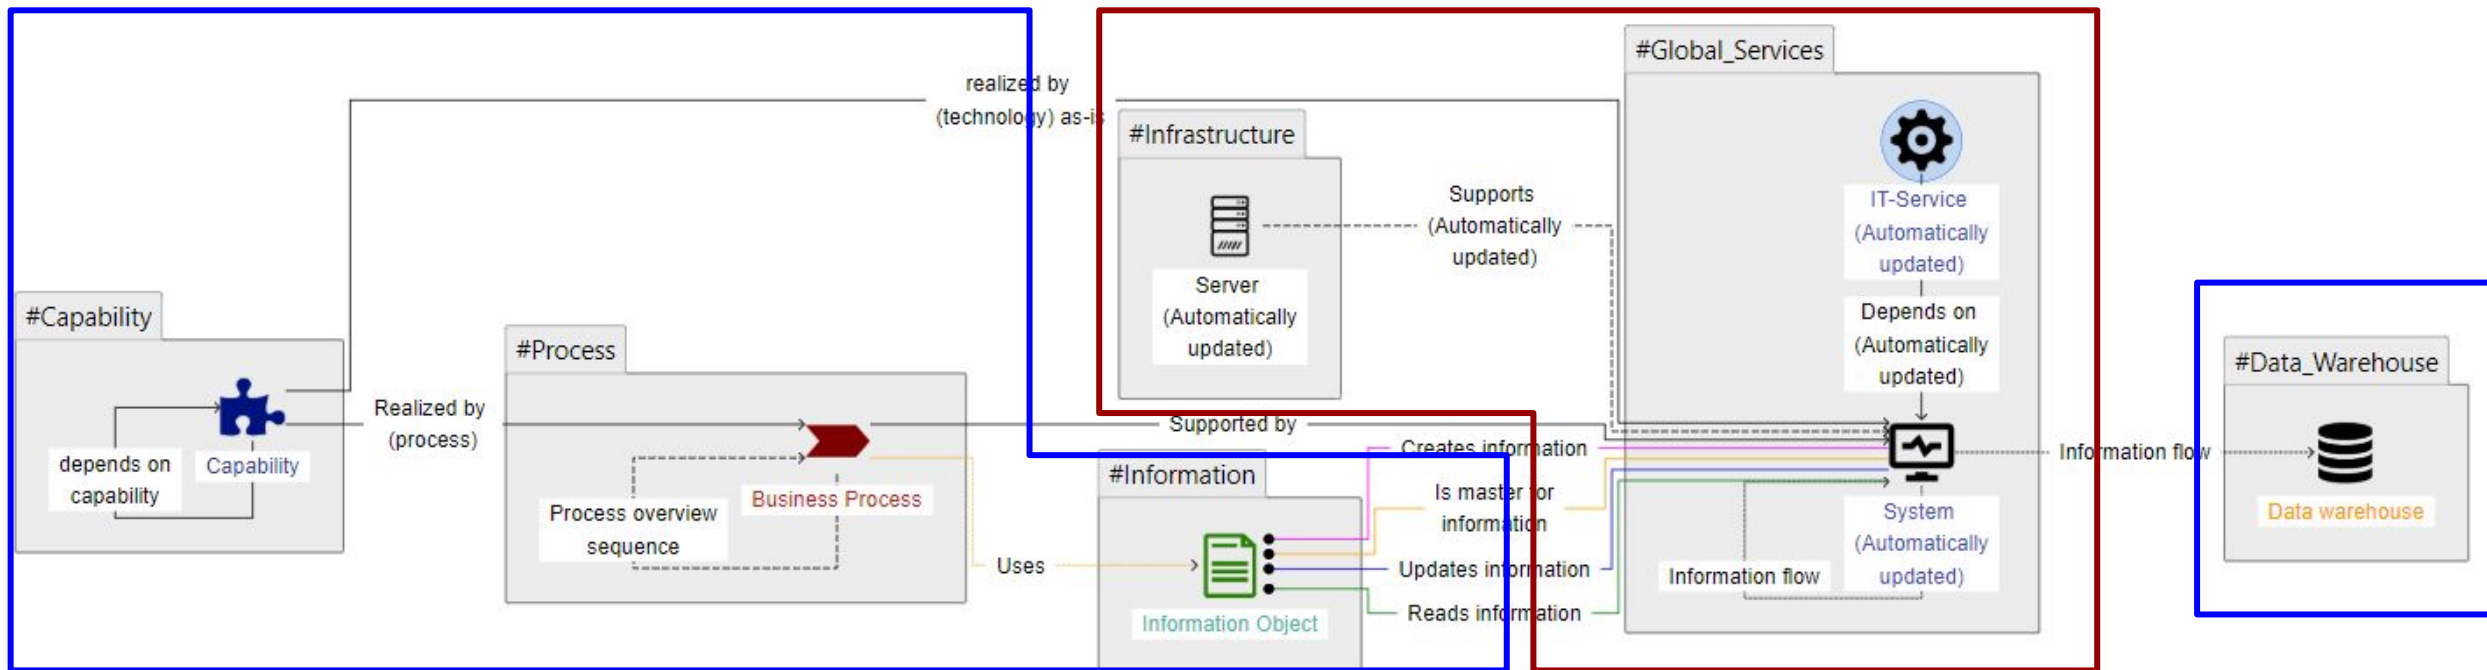 #Global_Services
realized by
(technology) as-is
#Infrastructure
Supports
(Automatically
updated)
IT-Service
(Automatically
updated)
Server
(Automatically
updated)
Depends on
(Automatically
updated)
#Capability
#Process
#Data_Warehouse
Realized by
(process)
Supported by
Creates information
Information flow
depends on
capability
Capability
#Information
Process overview
sequence
Business Process
Is master for
information
System
(Automatically
updated)
Data warehouse
Uses
Updates information
Information flow
Reads information
Information Object